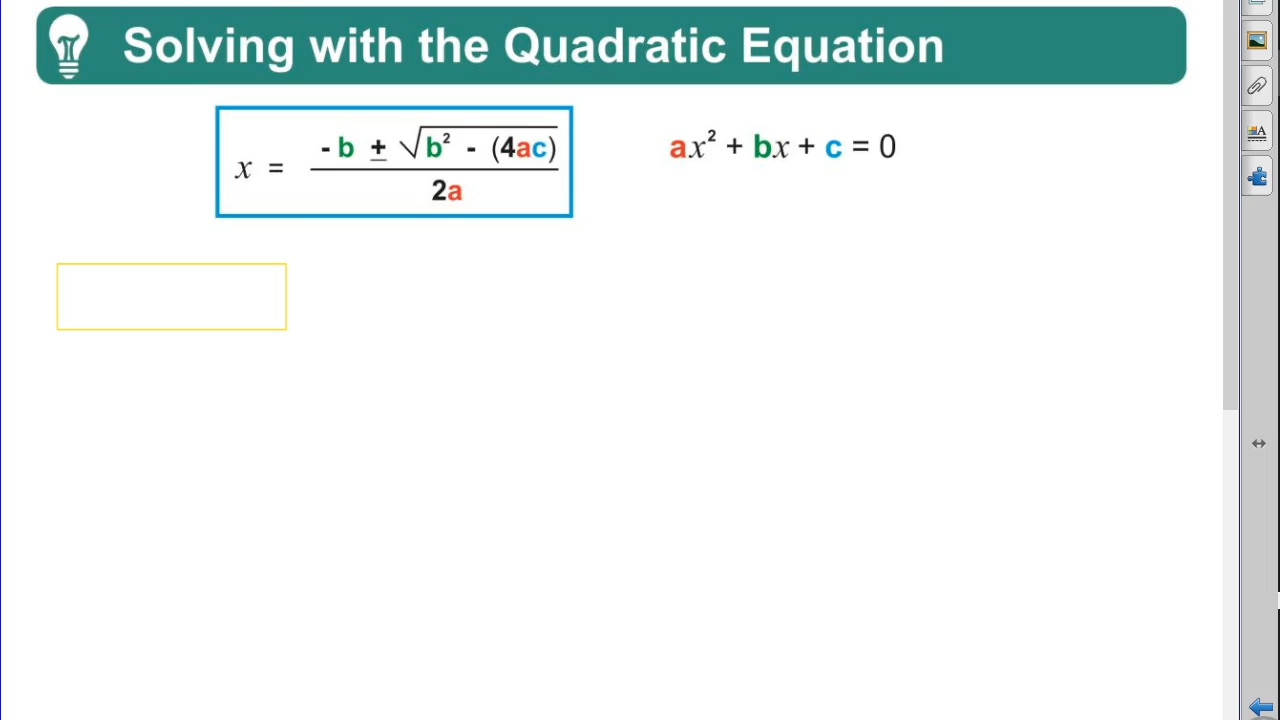 Solving with the Quadratic Equation
x = -b ± √b² - (4ac) / 2a
ax² + bx + c = 0